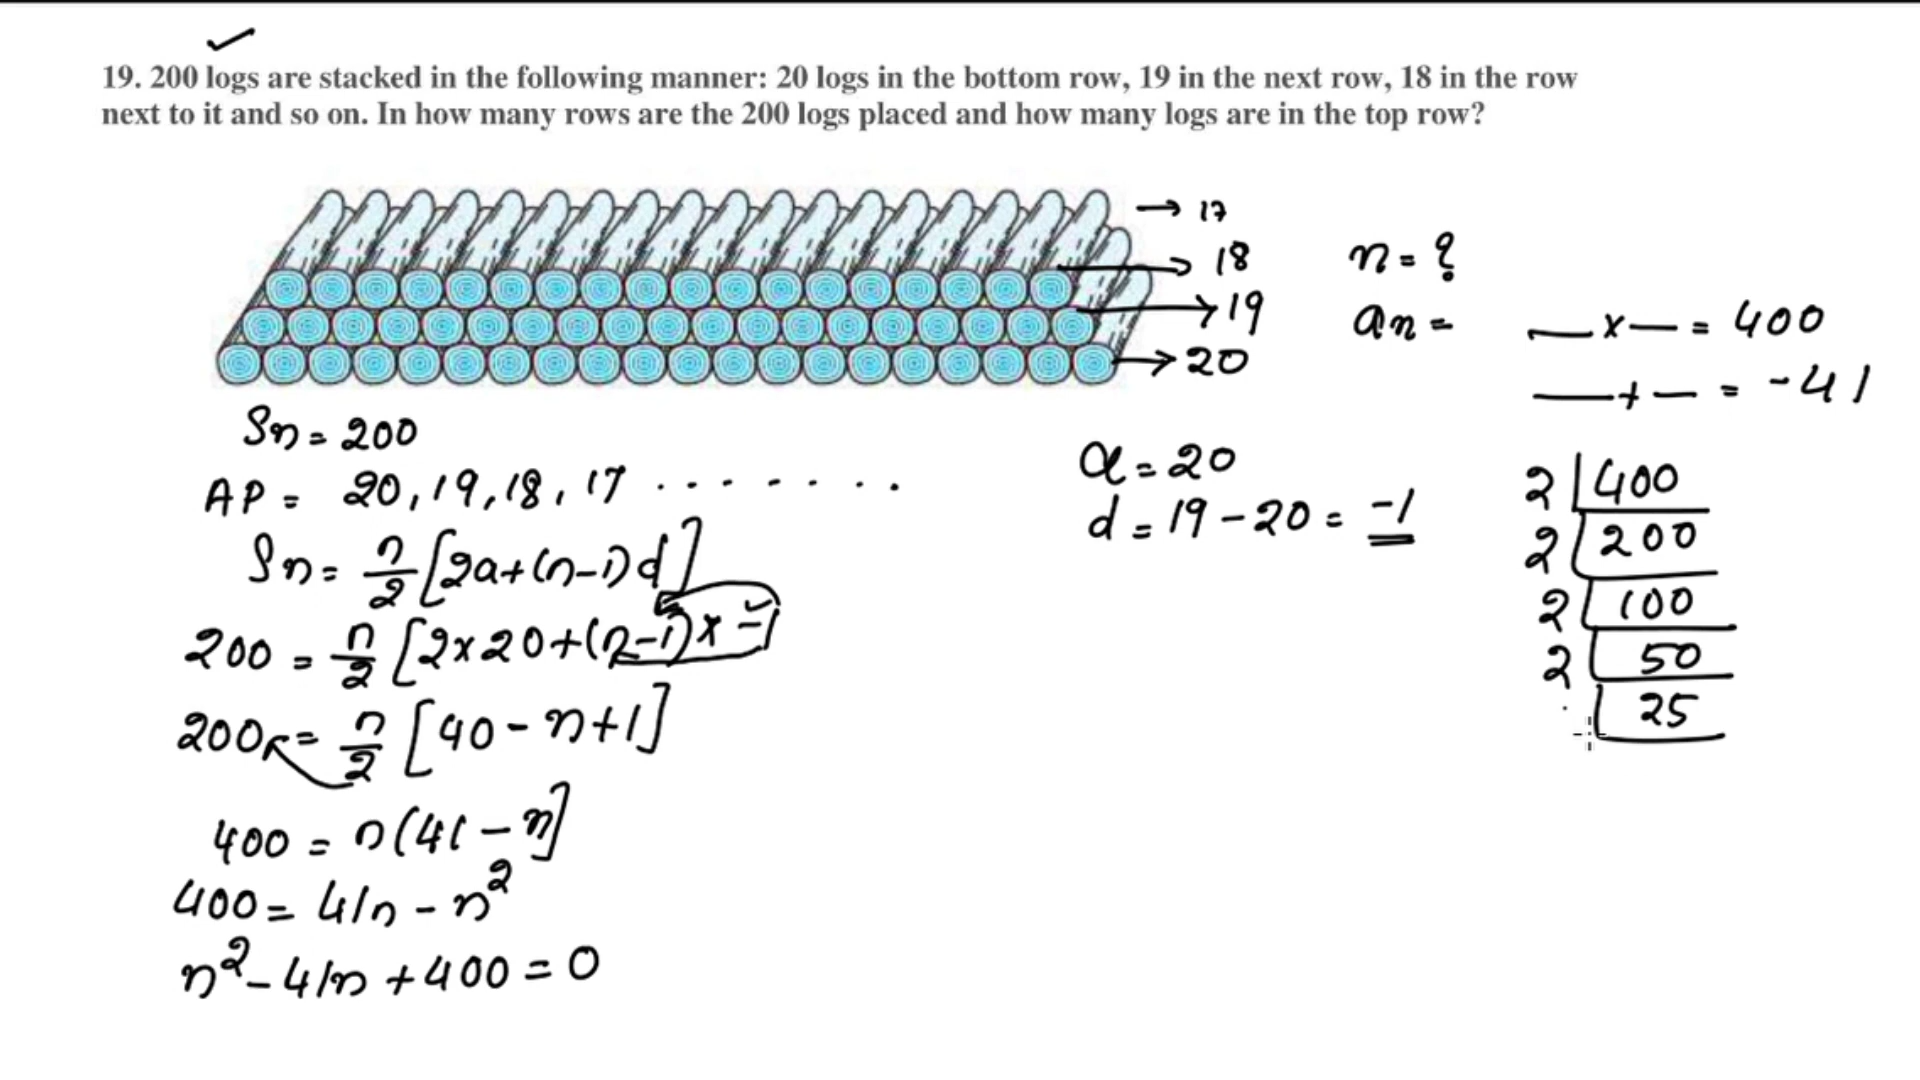 19. 200 logs are stacked in the following manner: 20 logs in the bottom row, 19 in the next row, 18 in the row
next to it and so on. In how many rows are the 200 logs placed and how many logs are in the top row?
→ 17
→ 18
→ 19
→ 20
n = ?
an =
— x — = 400
— + — = -41
Sn = 200
AP = 20, 19, 18, 17 ........
Sn = n/2 [2a+(n-1)d]
200 = n/2 [2x20+(n-1)x-1
200 = n/2 [40-n+1]
400 = n(41-n]
400 = 41n - n²
n² - 41n + 400 = 0
a = 20
d = 19 - 20 = -1
2 | 400
2 | 200
2 | 100
2 | 50
25